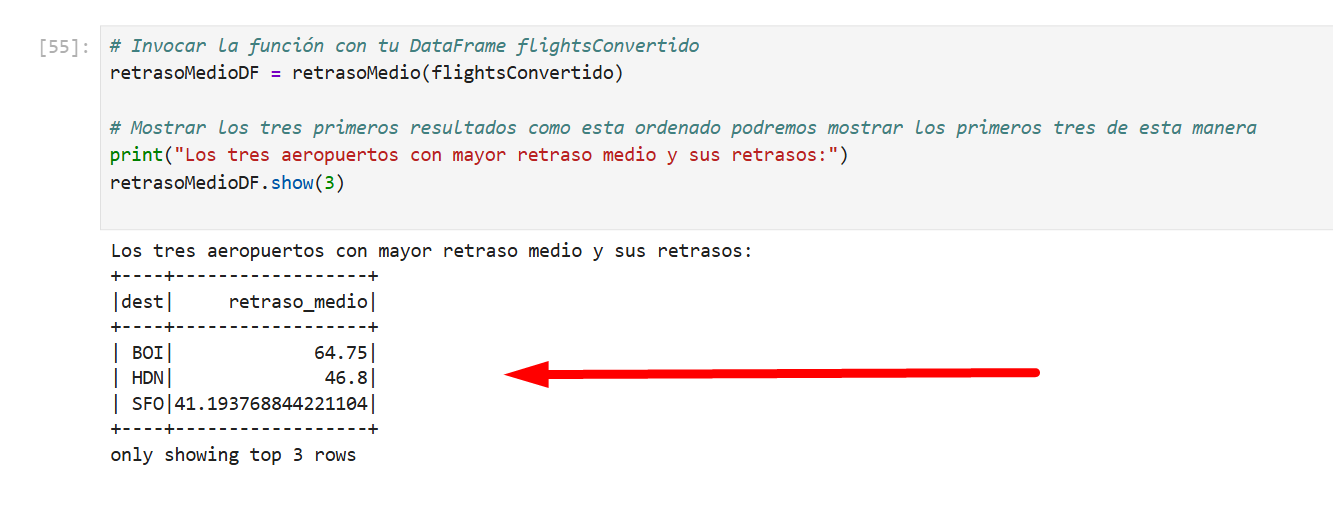 [55]: # Invocar la función con tu DataFrame flightsConvertido
retrasoMedioDF = retrasoMedio(flightsConvertido)
# Mostrar los tres primeros resultados como esta ordenado podremos mostrar los primeros tres de esta manera
print("Los tres aeropuertos con mayor retraso medio y sus retrasos:")
retrasoMedioDF.show(3)
Los tres aeropuertos con mayor retraso medio y sus retrasos:
+----+------------------+
|dest|     retraso_medio|
+----+------------------+
| BOI|             64.75|
| HDN|              46.8|
| SFO|41.193768844221104|
+----+------------------+
only showing top 3 rows